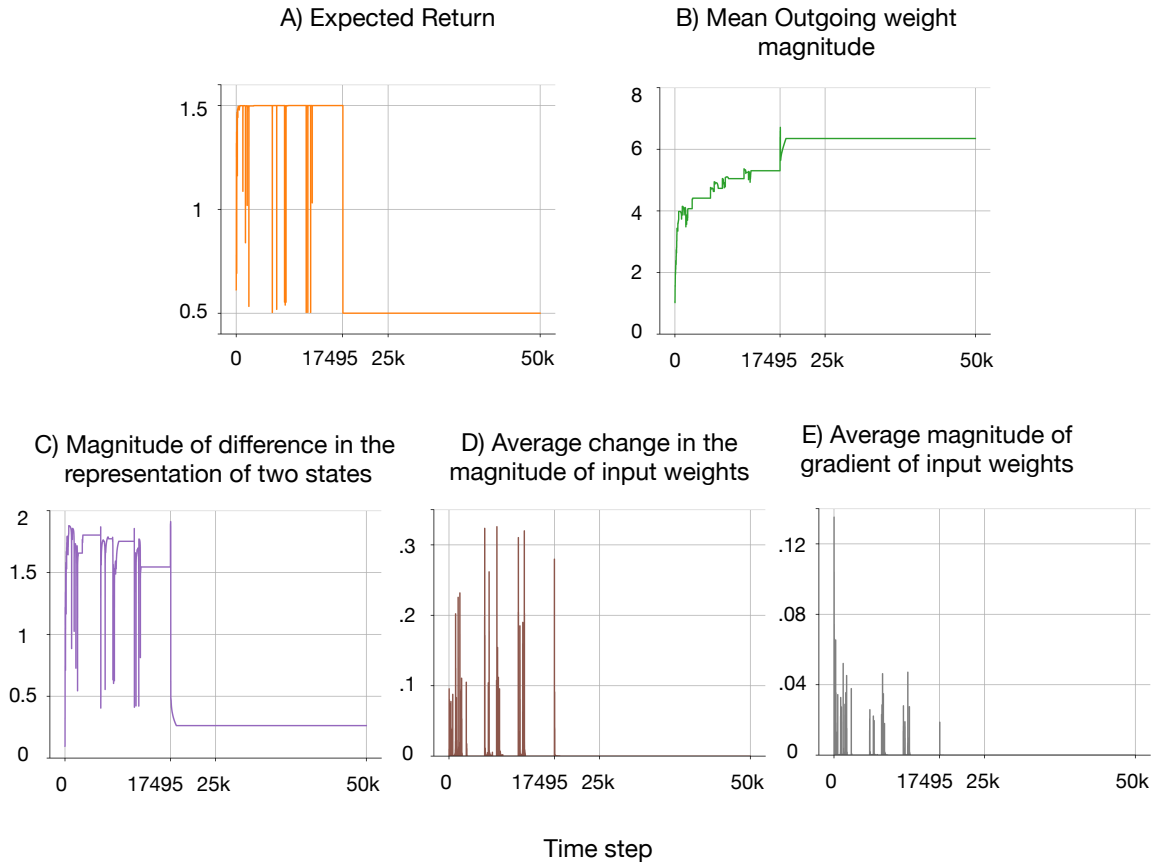 A) Expected Return
B) Mean Outgoing weight
magnitude
1.5
1
0.5
0
17495
25k
50k
8
6
4
2
0
0
17495
25k
50k
C) Magnitude of difference in the
representation of two states
D) Average change in the
magnitude of input weights
E) Average magnitude of
gradient of input weights
2
1.5
1
0.5
0
0
17495
25k
50k
.3
.2
.1
0
0
17495
25k
50k
.12
.08
.04
0
0
17495
25k
50k
Time step